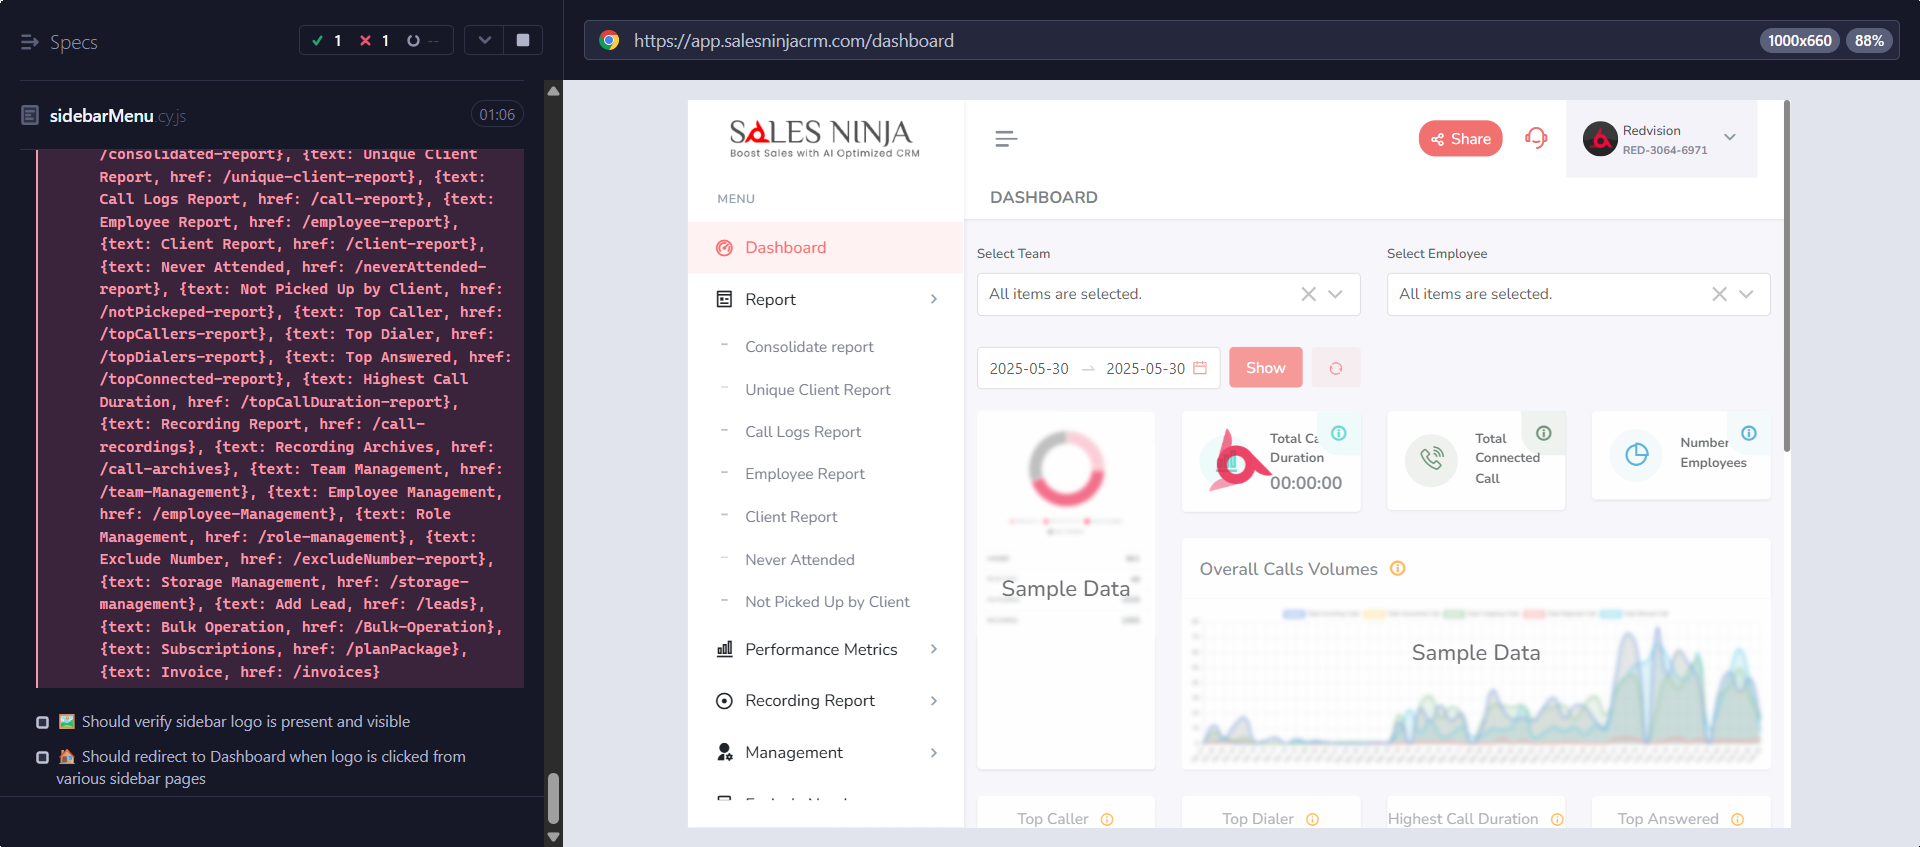 Specs
1
1
--
https://app.salesninjacrm.com/dashboard
1000x660
88%
sidebarMenu.cy.js
01:06
/consolidated-report}, {text: Unique Client
Report, href: /unique-client-report}, {text:
Call Logs Report, href: /call-report}, {text:
Employee Report, href: /employee-report},
{text: Client Report, href: /client-report},
{text: Never Attended, href: /neverAttended-
report}, {text: Not Picked Up by Client, href:
/notPickeped-report}, {text: Top Caller, href:
/topCallers-report}, {text: Top Dialer, href:
/topDialers-report}, {text: Top Answered, href:
/topConnected-report}, {text: Highest Call
Duration, href: /topCallDuration-report},
{text: Recording Report, href: /call-
recordings}, {text: Recording Archives, href:
/call-archives}, {text: Team Management, href:
/team-Management}, {text: Employee Management,
href: /employee-Management}, {text: Role
Management, href: /role-management}, {text:
Exclude Number, href: /excludeNumber-report},
{text: Storage Management, href: /storage-
management}, {text: Add Lead, href: /leads},
{text: Bulk Operation, href: /Bulk-Operation},
{text: Subscriptions, href: /planPackage},
{text: Invoice, href: /invoices}
Should verify sidebar logo is present and visible
Should redirect to Dashboard when logo is clicked from
various sidebar pages
SALES NINJA
Boost Sales with AI Optimized CRM
MENU
Dashboard
Report
Consolidate report
Unique Client Report
Call Logs Report
Employee Report
Client Report
Never Attended
Not Picked Up by Client
Performance Metrics
Recording Report
Management
Share
Redvision
RED-3064-6971
DASHBOARD
Select Team
Select Employee
All items are selected.
All items are selected.
2025-05-30
2025-05-30
Show
Sample Data
Total Ca
Duration
00:00:00
Total
Connected
Call
Number
Employees
Overall Calls Volumes
Sample Data
Top Caller
Top Dialer
Highest Call Duration
Top Answered